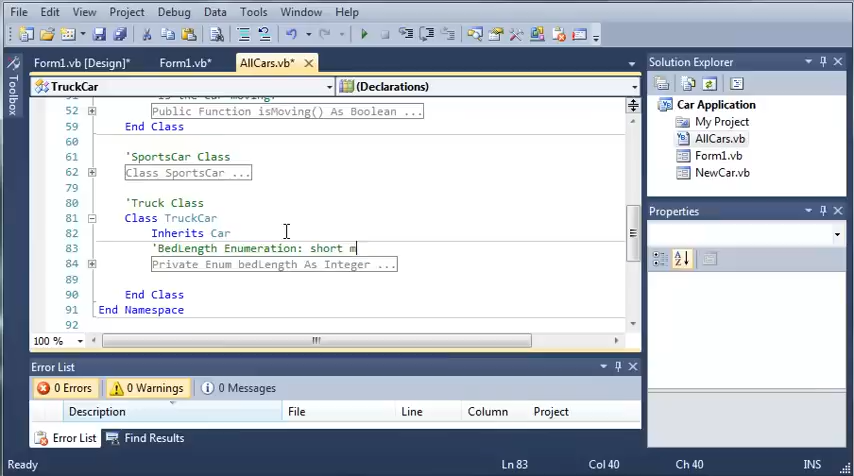 File Edit View Project Debug Data Tools Window Help
Form1.vb [Design]* Form1.vb* AllCars.vb*
Toolbox
TruckCar (Declarations)
52 Public Function isMoving() As Boolean ...
59 End Class
60
61 'SportsCar Class
62 Class SportsCar ...
79
80 'Truck Class
81 Class TruckCar
82 Inherits Car
83 'BedLength Enumeration: short m
84 Private Enum bedLength As Integer ...
89
90 End Class
91 End Namespace
92
100 %
Solution Explorer
Car Application
My Project
AllCars.vb
Form1.vb
NewCar.vb
Properties
Error List
0 Errors 0 Warnings 0 Messages
Description File Line Column Project
Error List Find Results
Ready Ln 83 Col 40 Ch 40 INS